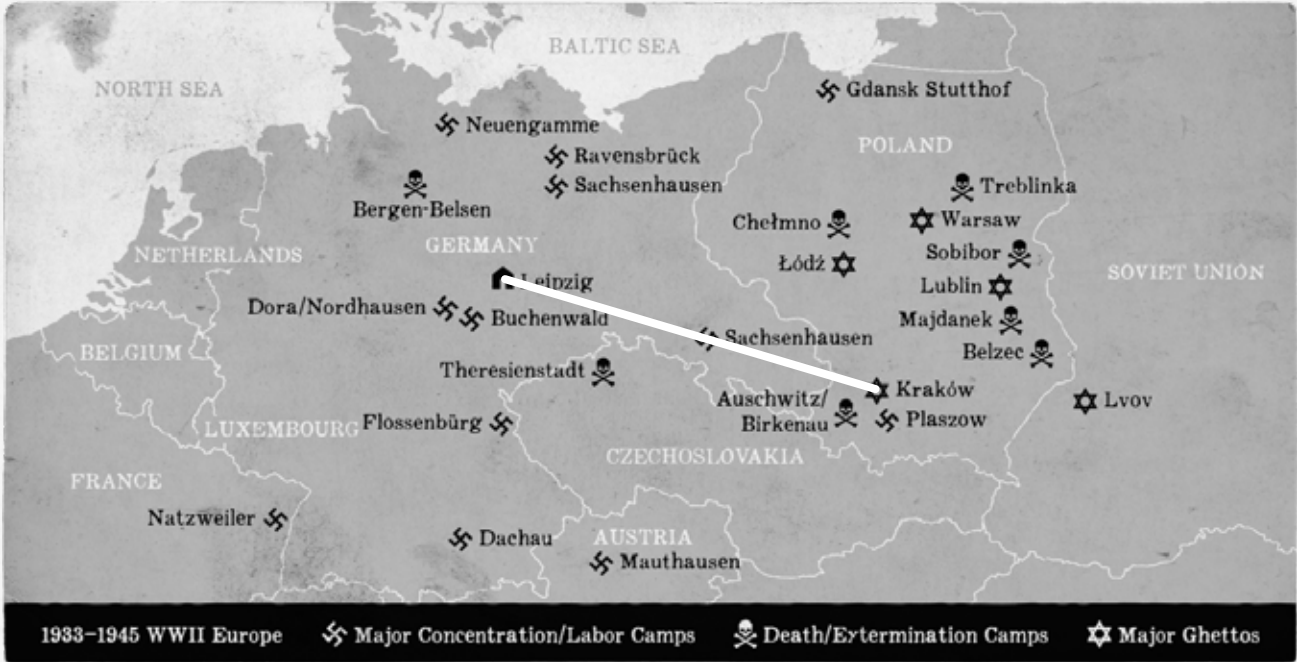 BALTIC SEA
NORTH SEA
Gdansk Stutthof
Neuengamme
POLAND
Ravensbrück
Sachsenhausen
Treblinka
Bergen-Belsen
Chełmno
Warsaw
GERMANY
NETHERLANDS
Sobibor
Łódź
SOVIET UNION
Leipzig
Lublin
Dora/Nordhausen
Buchenwald
Majdanek
Sachsenhausen
BELGIUM
Belzec
Theresienstadt
Kraków
Auschwitz/
Birkenau
Lvov
Plaszow
LUXEMBOURG
Flossenbürg
CZECHOSLOVAKIA
FRANCE
Natzweiler
Dachau
AUSTRIA
Mauthausen
1933–1945 WWII Europe
Major Concentration/Labor Camps
Death/Eytermination Camps
Major Ghettos